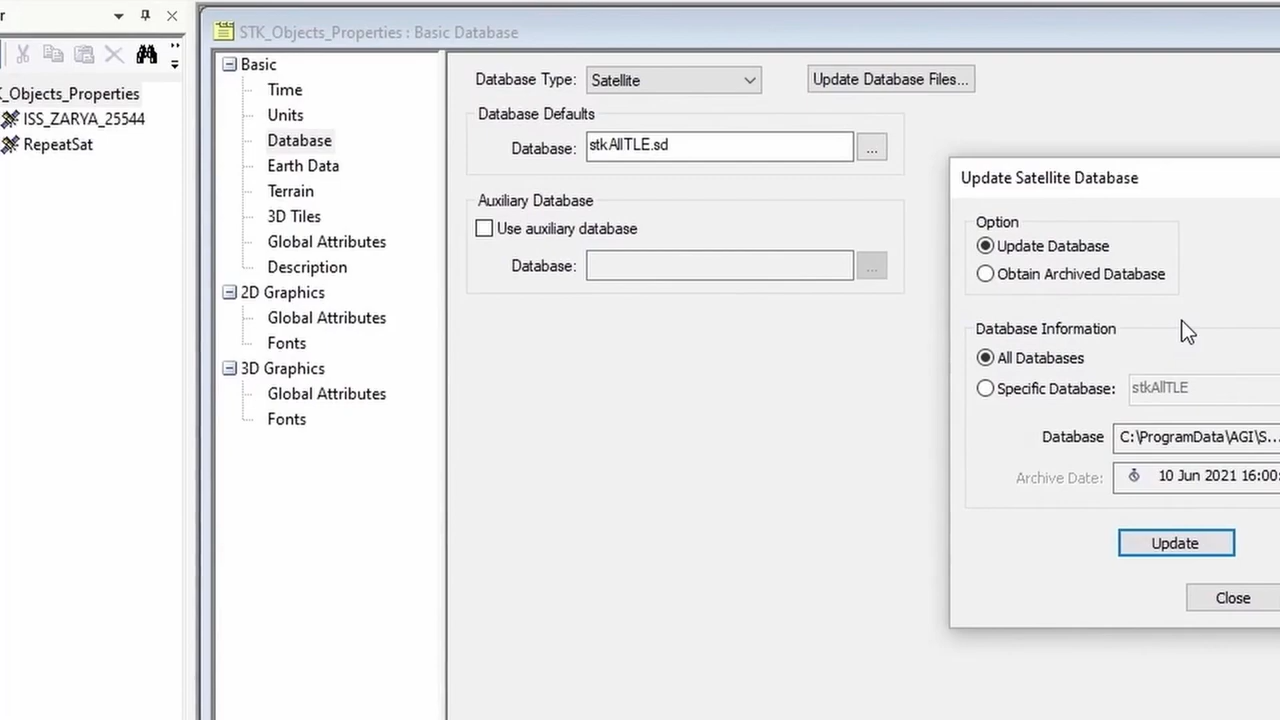 r
STK_Objects_Properties : Basic Database
_Objects_Properties
ISS_ZARYA_25544
RepeatSat
Basic
Time
Units
Database
Earth Data
Terrain
3D Tiles
Global Attributes
Description
2D Graphics
Global Attributes
Fonts
3D Graphics
Global Attributes
Fonts
Database Type: Satellite Update Database Files...
Database Defaults
Database: stkAllTLE.sd ...
Auxiliary Database
Use auxiliary database
Database: ...
Update Satellite Database
Option
Update Database
Obtain Archived Database
Database Information
All Databases
Specific Database: stkAllTLE
Database C:\ProgramData\AGI\S...
Archive Date: 10 Jun 2021 16:00:
Update
Close